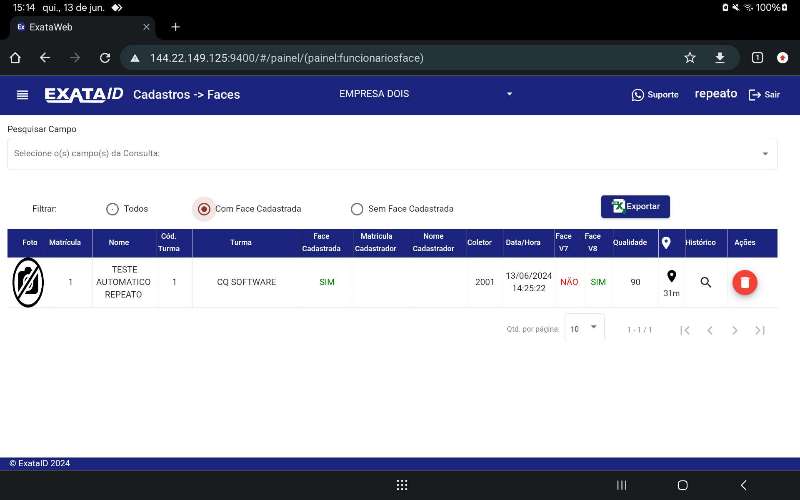 15:14 qui., 13 de jun. 100%
Ex ExataWeb
144.22.149.125:9400/#/painel/(painel:funcionariosface) 1
EXATAID Cadastros -> Faces EMPRESA DOIS Suporte repeato Sair
Pesquisar Campo
Selecione o(s) campo(s) da Consulta:
Filtrar: Todos Com Face Cadastrada Sem Face Cadastrada Exportar
Foto Matrícula Nome Cód. Turma Turma Face Cadastrada Matricula Cadastrador Nome Cadastrador Coletor Data/Hora Face V7 Face V8 Qualidade Histórico Ações
1 TESTE AUTOMATICO REPEATO 1 CQ SOFTWARE SIM 2001 13/06/2024 14:25:22 NÃO SIM 90 31m
Qtd. por página: 10 1 - 1 / 1
© ExataID 2024